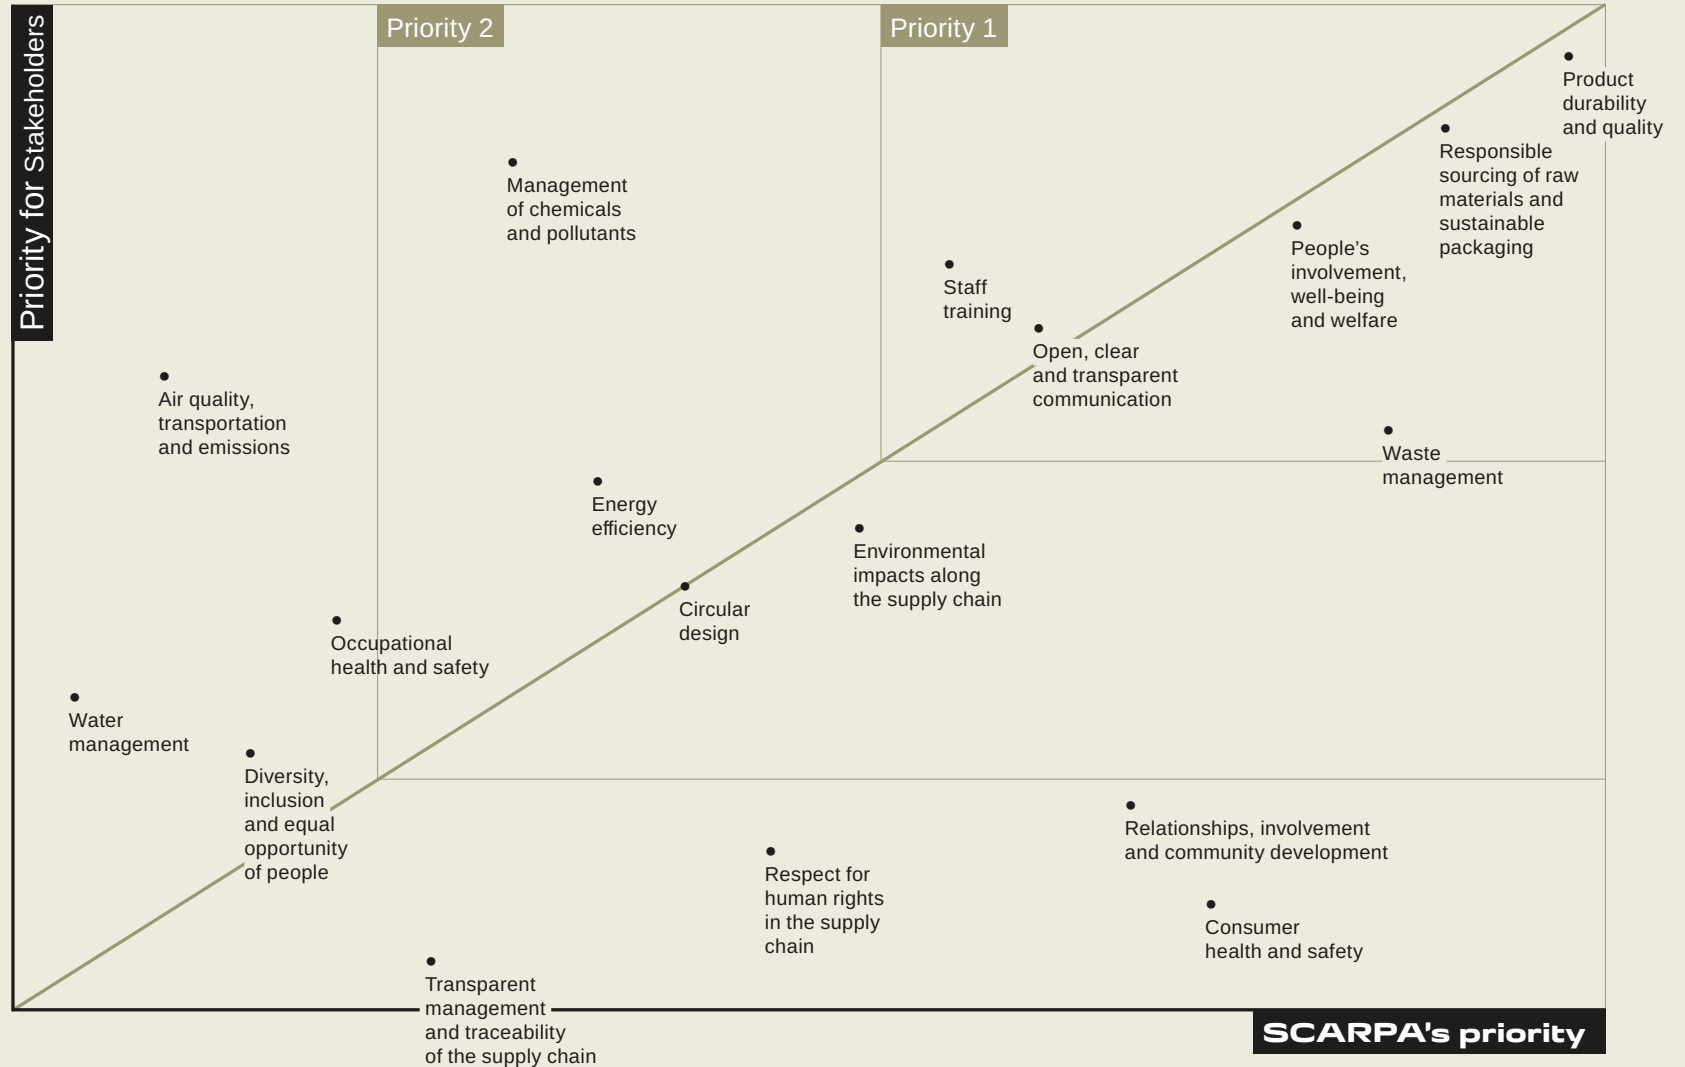 Priority for Stakeholders
Priority 2
Priority 1
Product
durability
and quality
Responsible
sourcing of raw
materials and
sustainable
packaging
Management
of chemicals
and pollutants
People’s
involvement,
well-being
and welfare
Staff
training
Open, clear
and transparent
communication
Air quality,
transportation
and emissions
Waste
management
Energy
efficiency
Environmental
impacts along
the supply chain
Circular
design
Occupational
health and safety
Water
management
Diversity,
inclusion
and equal
opportunity
of people
Relationships, involvement
and community development
Respect for
human rights
in the supply
chain
Consumer
health and safety
Transparent
management
and traceability
of the supply chain
SCARPA's priority